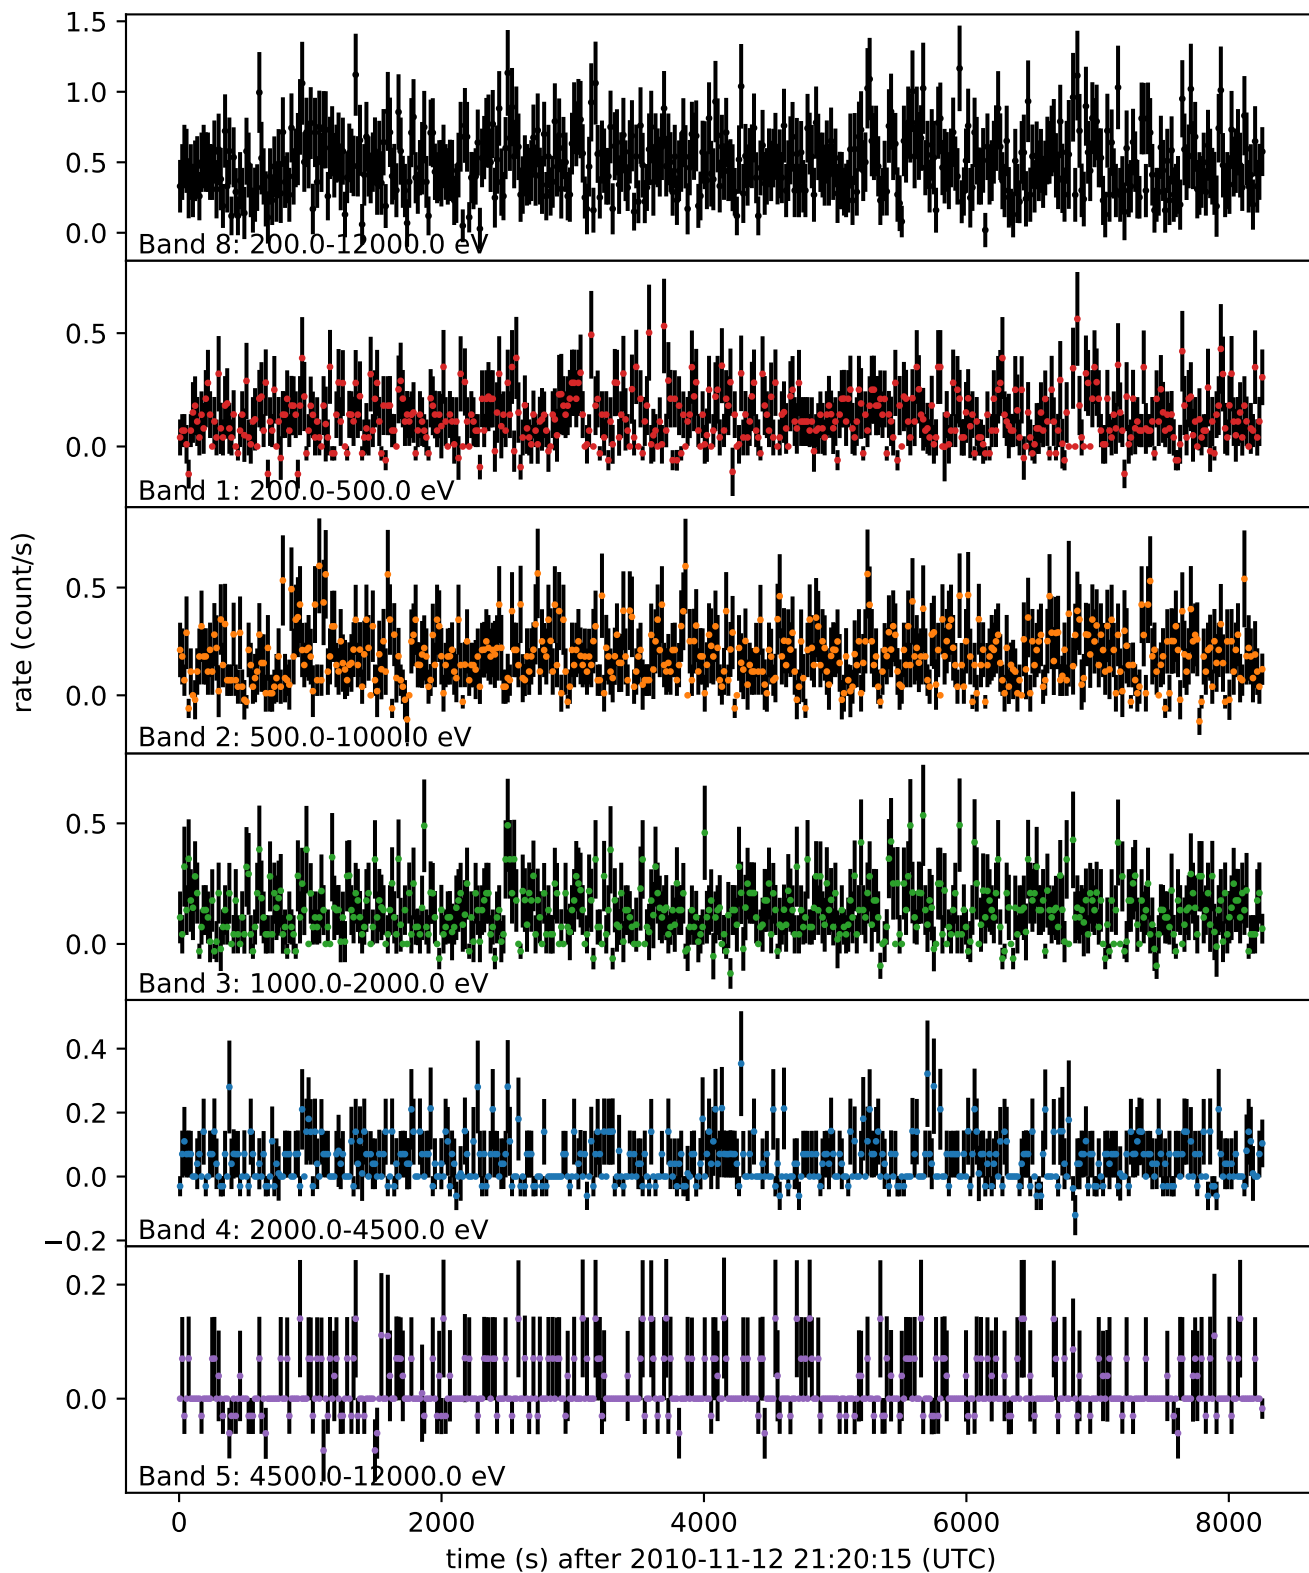 1.5
1.0
0.5
0.0
Band 8: 200.0-12000.0 eV
0.5
0.0
Band 1: 200.0-500.0 eV
0.5
0.0
Band 2: 500.0-1000.0 eV
rate (count/s)
0.5
0.0
Band 3: 1000.0-2000.0 eV
0.4
0.2
0.0
−0.2
Band 4: 2000.0-4500.0 eV
0.2
0.0
Band 5: 4500.0-12000.0 eV
0 2000 4000 6000 8000
time (s) after 2010-11-12 21:20:15 (UTC)